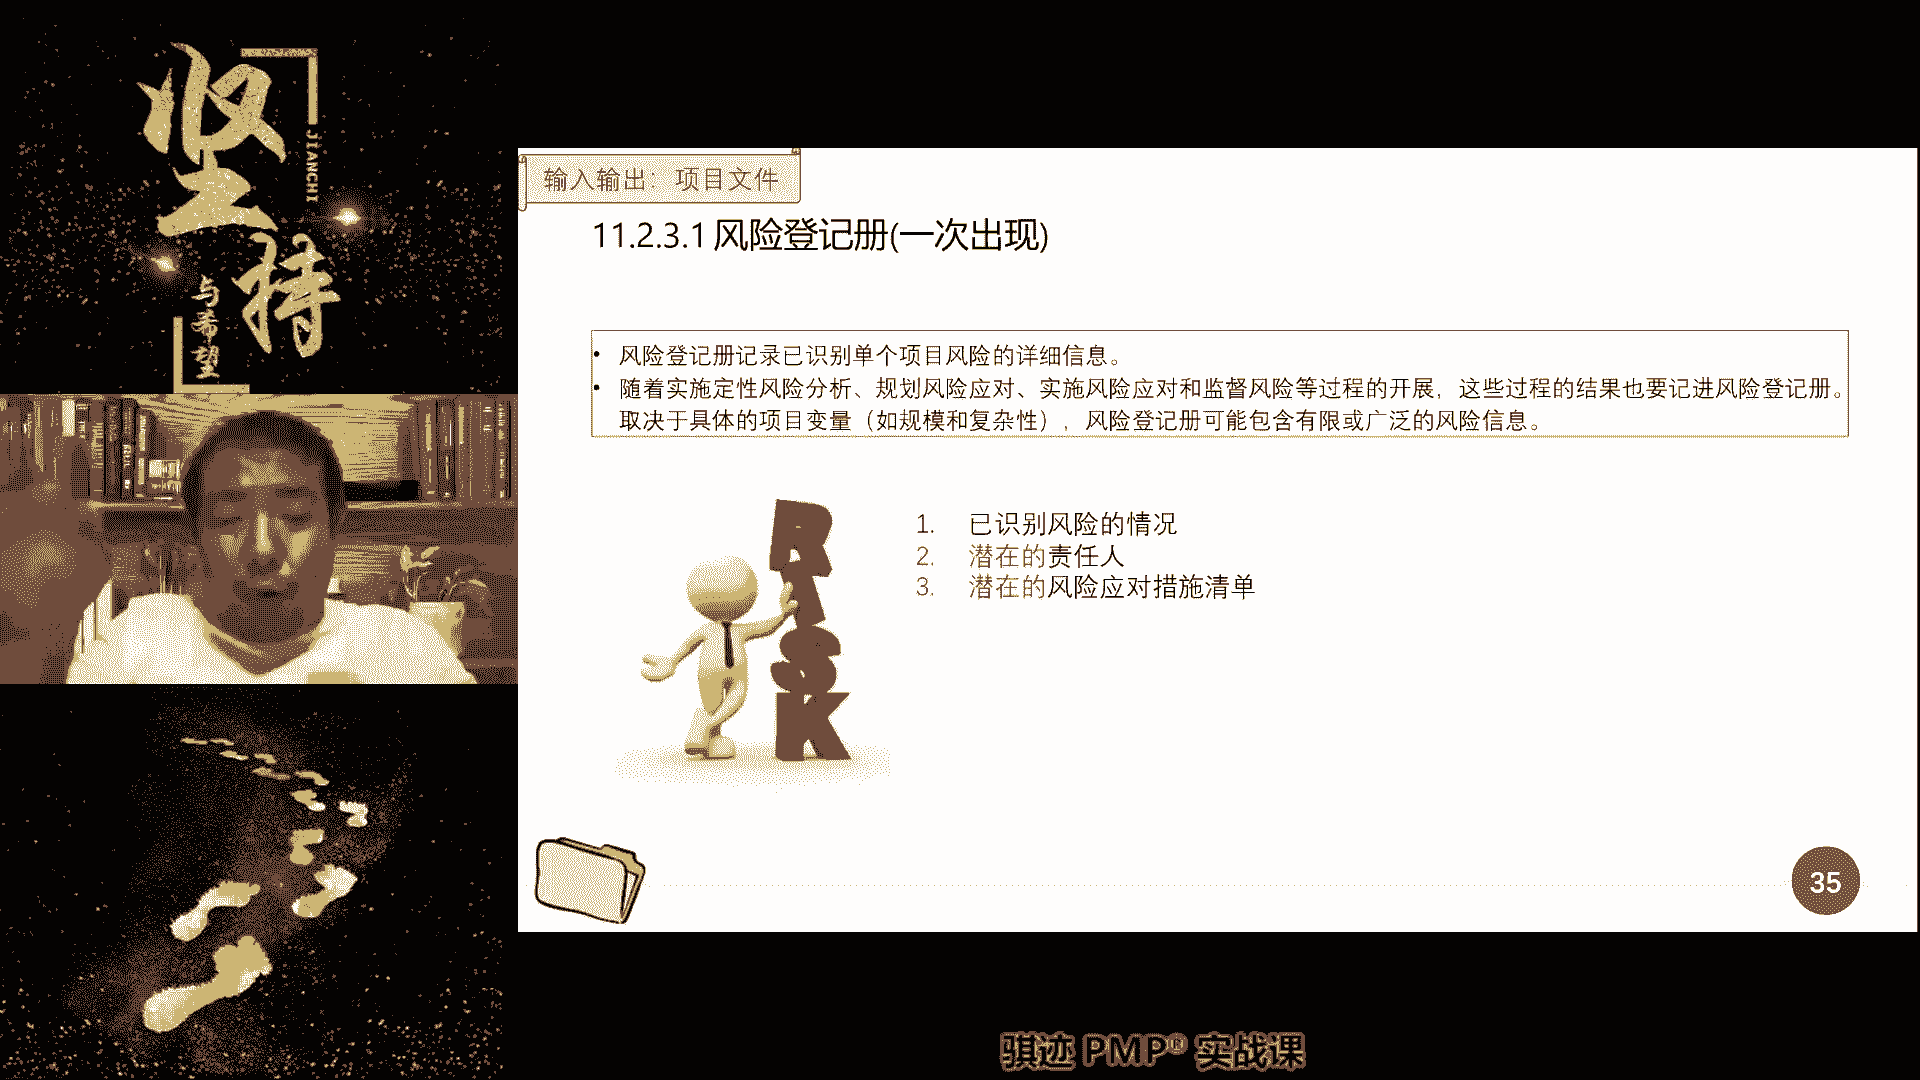 坚持
JIANCHI
与希望
输入输出：项目文件
11.2.3.1 风险登记册(一次出现)
• 风险登记册记录已识别单个项目风险的详细信息。
• 随着实施定性风险分析、规划风险应对、实施风险应对和监督风险等过程的开展，这些过程的结果也要记进风险登记册。
取决于具体的项目变量（如规模和复杂性），风险登记册可能包含有限或广泛的风险信息。
RISK
1. 已识别风险的情况
2. 潜在的责任人
3. 潜在的风险应对措施清单
35
骐迹 PMP® 实战课